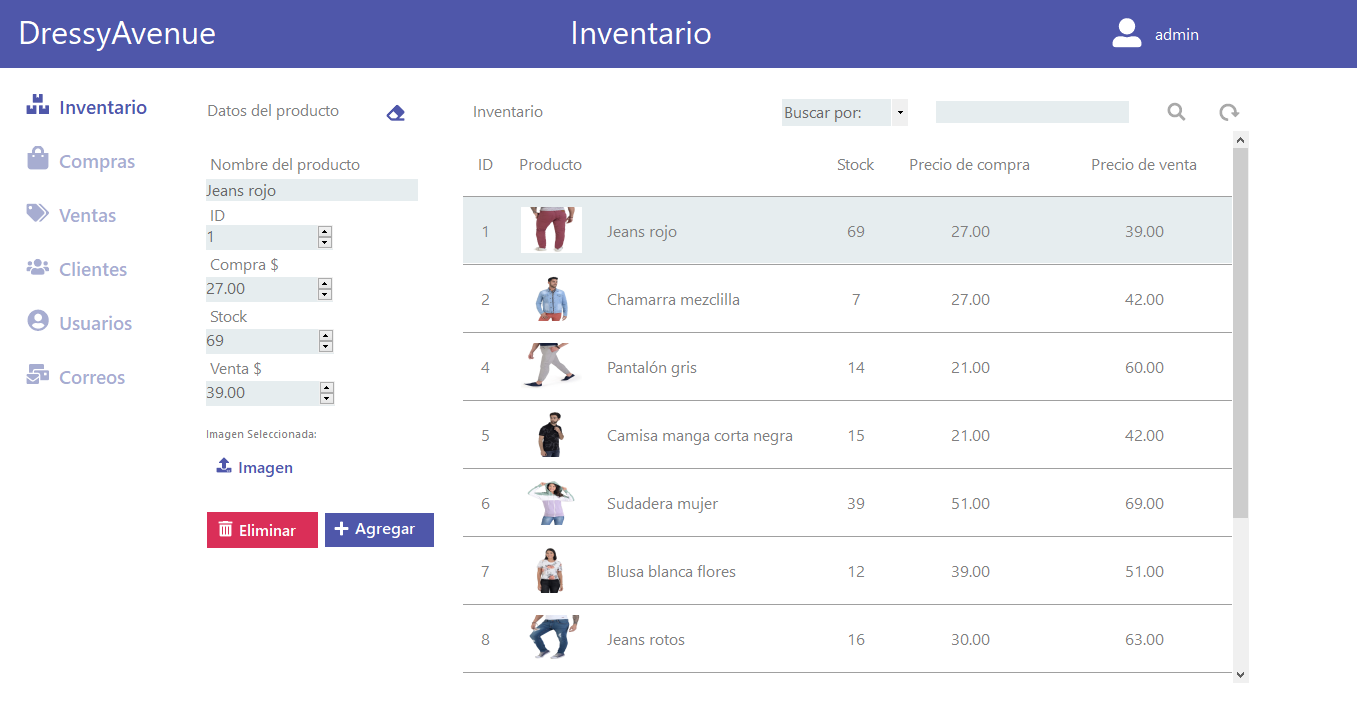 DressyAvenue
Inventario
admin
Inventario
Compras
Ventas
Clientes
Usuarios
Correos
Datos del producto
Nombre del producto
Jeans rojo
ID
1
Compra $
27.00
Stock
69
Venta $
39.00
Imagen Seleccionada:
Imagen
Eliminar
Agregar
Inventario
Buscar por:
ID Producto Stock Precio de compra Precio de venta
1 Jeans rojo 69 27.00 39.00
2 Chamarra mezclilla 7 27.00 42.00
4 Pantalón gris 14 21.00 60.00
5 Camisa manga corta negra 15 21.00 42.00
6 Sudadera mujer 39 51.00 69.00
7 Blusa blanca flores 12 39.00 51.00
8 Jeans rotos 16 30.00 63.00